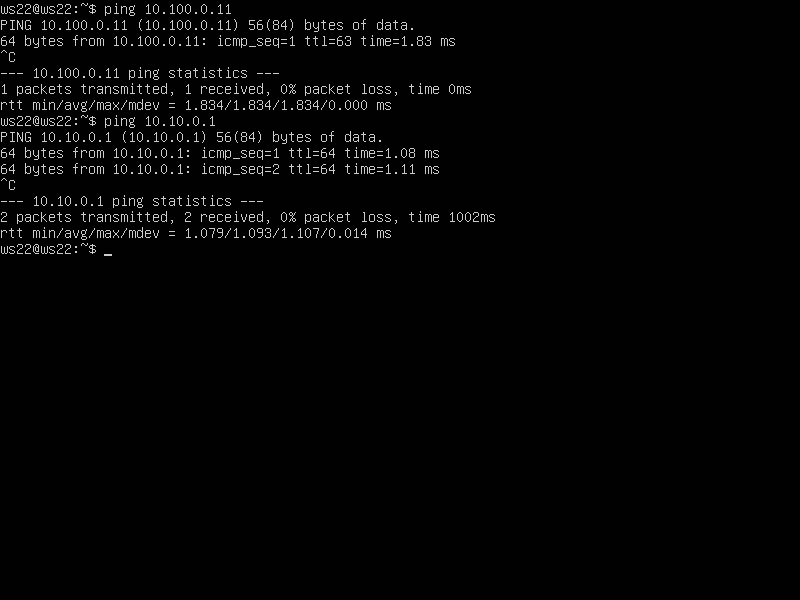 ws22@ws22:~$ ping 10.100.0.11
PING 10.100.0.11 (10.100.0.11) 56(84) bytes of data.
64 bytes from 10.100.0.11: icmp_seq=1 ttl=63 time=1.83 ms
^C
--- 10.100.0.11 ping statistics ---
1 packets transmitted, 1 received, 0% packet loss, time 0ms
rtt min/avg/max/mdev = 1.834/1.834/1.834/0.000 ms
ws22@ws22:~$ ping 10.10.0.1
PING 10.10.0.1 (10.10.0.1) 56(84) bytes of data.
64 bytes from 10.10.0.1: icmp_seq=1 ttl=64 time=1.08 ms
64 bytes from 10.10.0.1: icmp_seq=2 ttl=64 time=1.11 ms
^C
--- 10.10.0.1 ping statistics ---
2 packets transmitted, 2 received, 0% packet loss, time 1002ms
rtt min/avg/max/mdev = 1.079/1.093/1.107/0.014 ms
ws22@ws22:~$ _